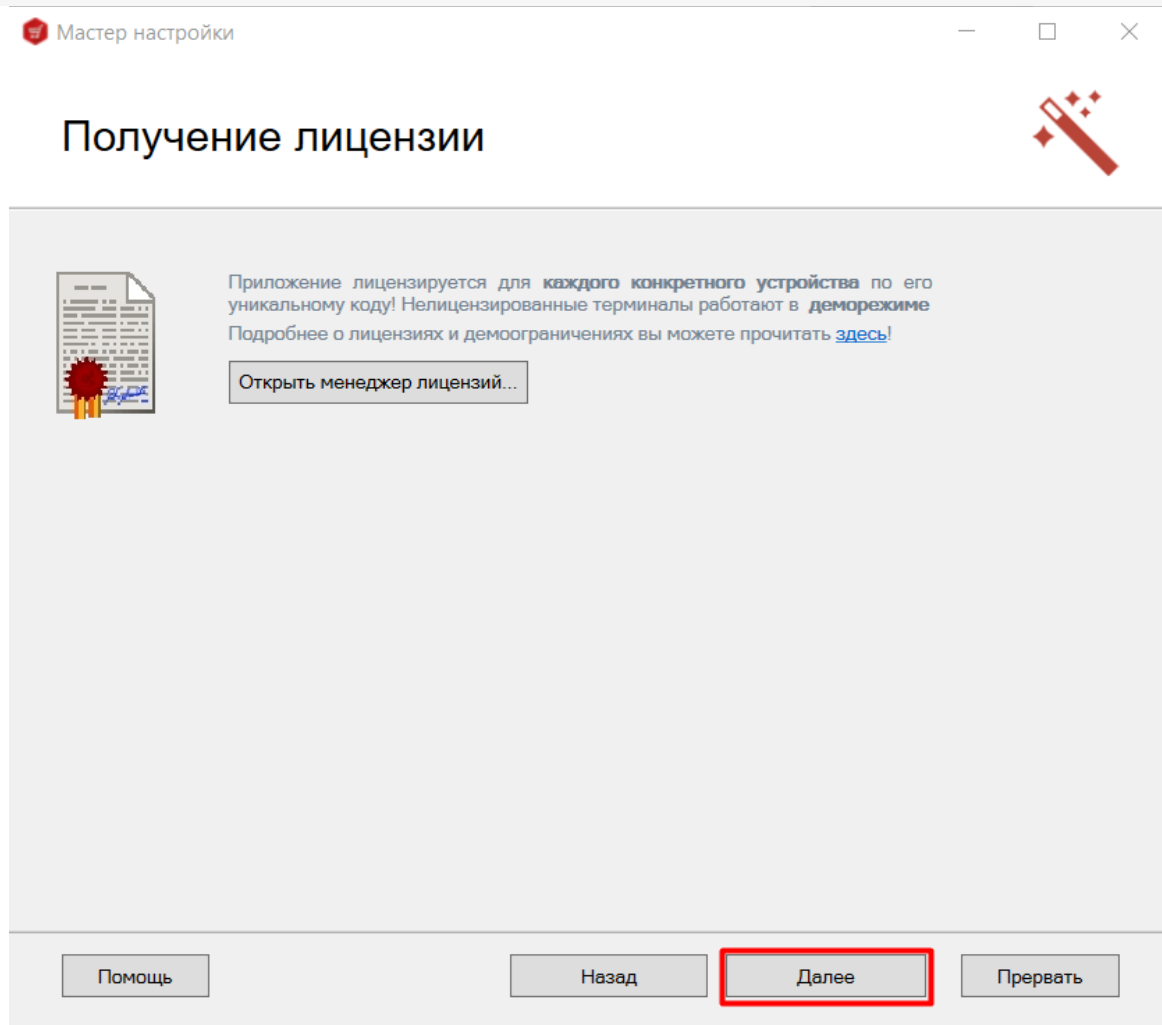 Мастер настройки
Получение лицензии
Приложение лицензируется для каждого конкретного устройства по его
уникальному коду! Нелицензированные терминалы работают в деморежиме
Подробнее о лицензиях и демоограничениях вы можете прочитать здесь!
Открыть менеджер лицензий...
Помощь
Назад
Далее
Прервать